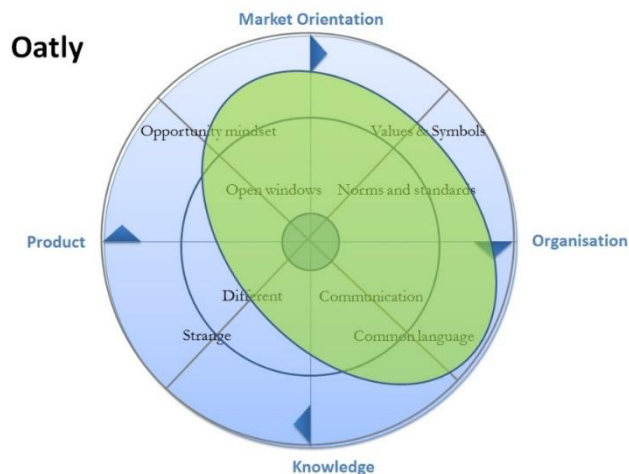 Market Orientation
Oatly
Opportunity mindset
Values & Symbols
Open windows
Norms and standards
Product
Organisation
Different
Communication
Strange
Common language
Knowledge